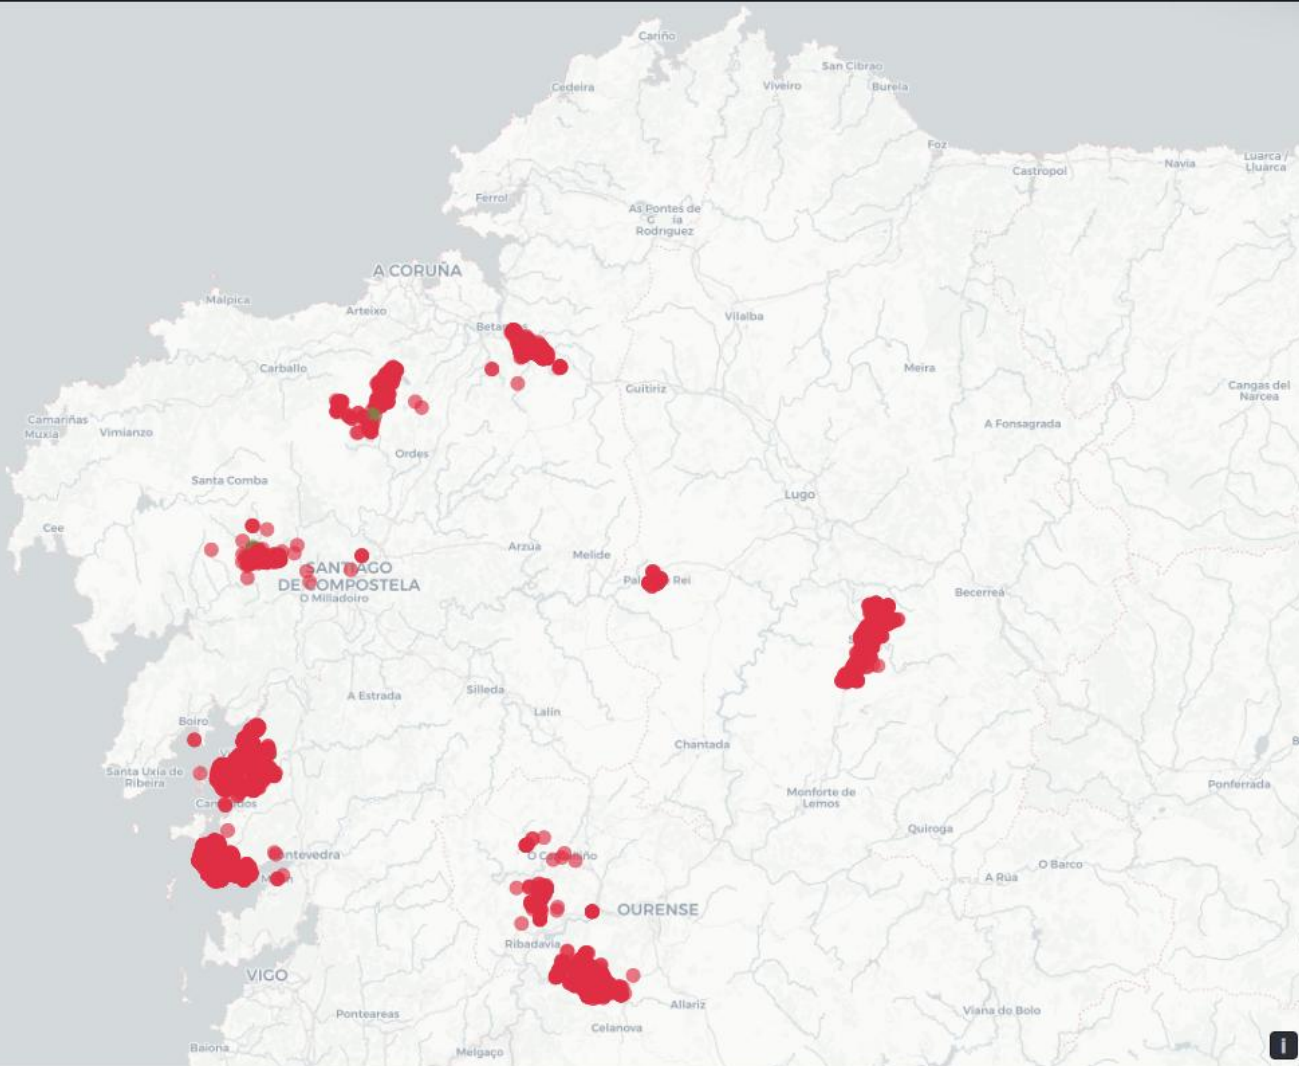 Cariño
San Cibrao
Cedeira
Viveiro
Burela
Foz
Luarca /
Lluarca
Navia
Castropol
Ferrol
As Pontes de
Rodríguez
A CORUÑA
Malpica
Arteixo
Vilalba
Carballo
Meira
Guitiriz
Cangas del
Narcea
Camariñas
Muxía
Vimianzo
A Fonsagrada
Ordes
Santa Comba
Lugo
Cee
Arzúa
Melide
SANTIAGO
DE COMPOSTELA
O Milladoiro
Rei
Becerreá
A Estrada
Silleda
Lalín
Boiro
Chantada
Santa Uxía de
Ribeira
Ponferrada
Monforte de
Lemos
Quiroga
O Barco
A Rúa
OURENSE
Ribadavia
VIGO
Allariz
Viana do Bolo
Ponteareas
Celanova
Baiona
Melgaço
i